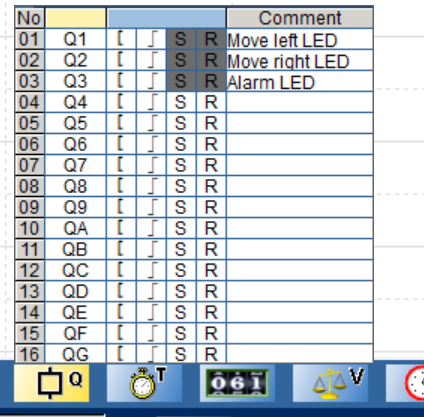 No Comment
01 Q1 [ ∫ S R Move left LED
02 Q2 [ ∫ S R Move right LED
03 Q3 [ ∫ S R Alarm LED
04 Q4 [ ∫ S R
05 Q5 [ ∫ S R
06 Q6 [ ∫ S R
07 Q7 [ ∫ S R
08 Q8 [ ∫ S R
09 Q9 [ ∫ S R
10 QA [ ∫ S R
11 QB [ ∫ S R
12 QC [ ∫ S R
13 QD [ ∫ S R
14 QE [ ∫ S R
15 QF [ ∫ S R
16 QG [ ∫ S R
Q T 061 V